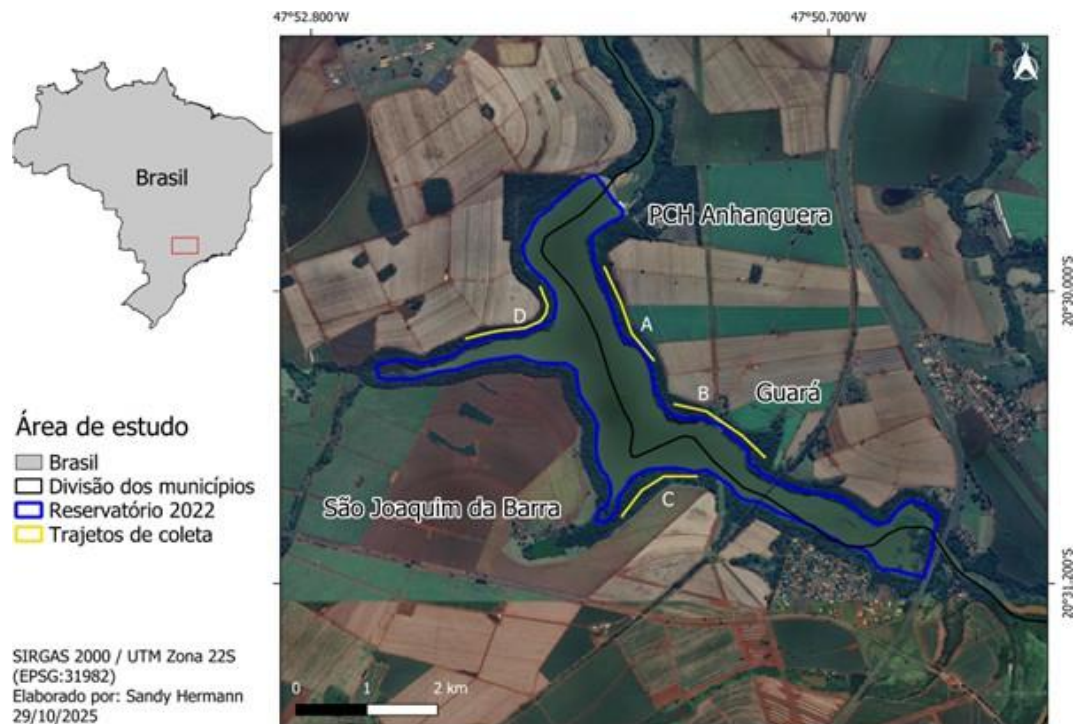 47°52.800'W
47°50.700'W
N
Brasil
PCH Anhanguera
20°30.000'S
D
A
B
Guará
Área de estudo
Brasil
Divisão dos municípios
Reservatório 2022
Trajetos de coleta
São Joaquim da Barra
C
20°31.200'S
SIRGAS 2000 / UTM Zona 22S
(EPSG:31982)
Elaborado por: Sandy Hermann
29/10/2025
0 1 2 km